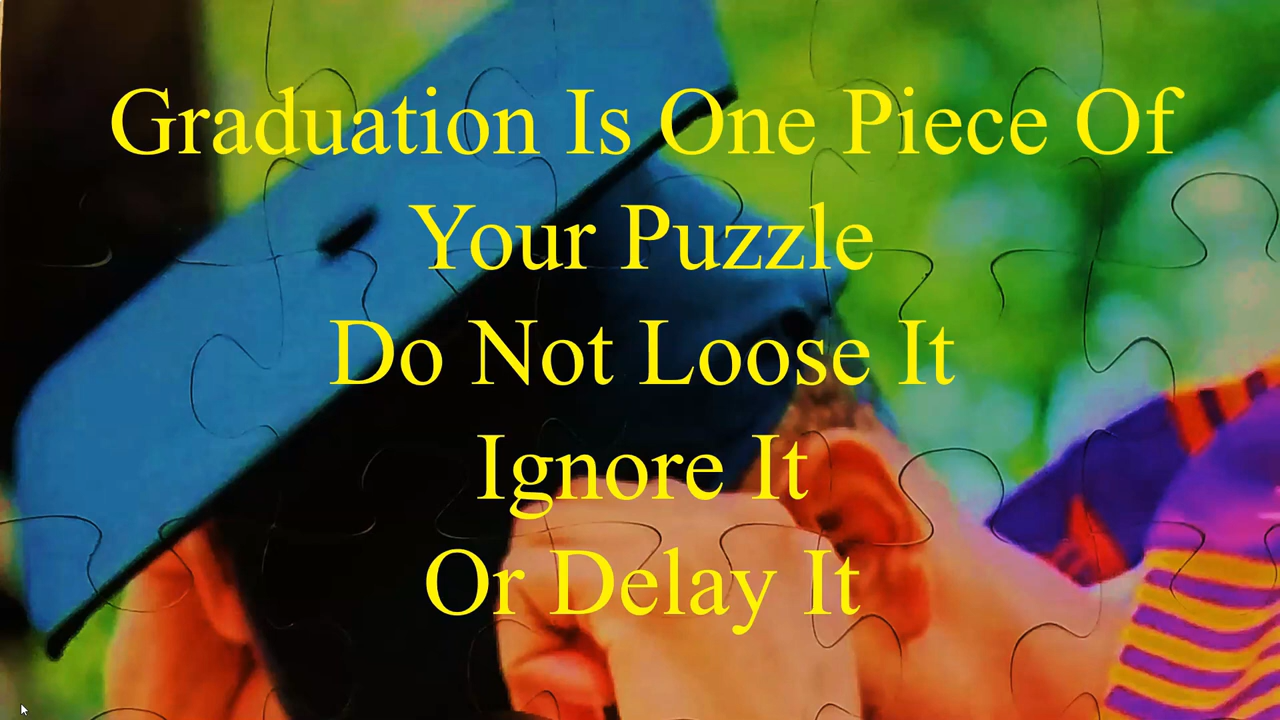 Graduation Is One Piece Of
Your Puzzle
Do Not Loose It
Ignore It
Or Delay It